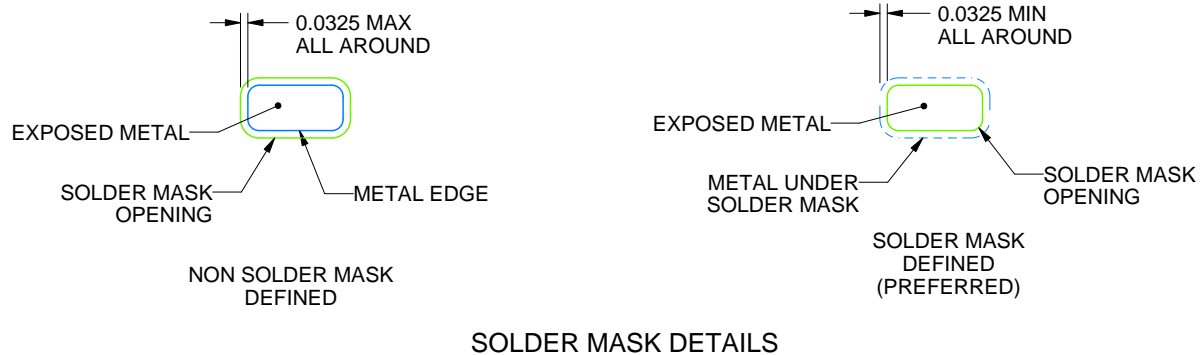 0.0325 MAX
ALL AROUND
EXPOSED METAL
SOLDER MASK
OPENING
METAL EDGE
NON SOLDER MASK
DEFINED
0.0325 MIN
ALL AROUND
EXPOSED METAL
METAL UNDER
SOLDER MASK
SOLDER MASK
OPENING
SOLDER MASK
DEFINED
(PREFERRED)
SOLDER MASK DETAILS